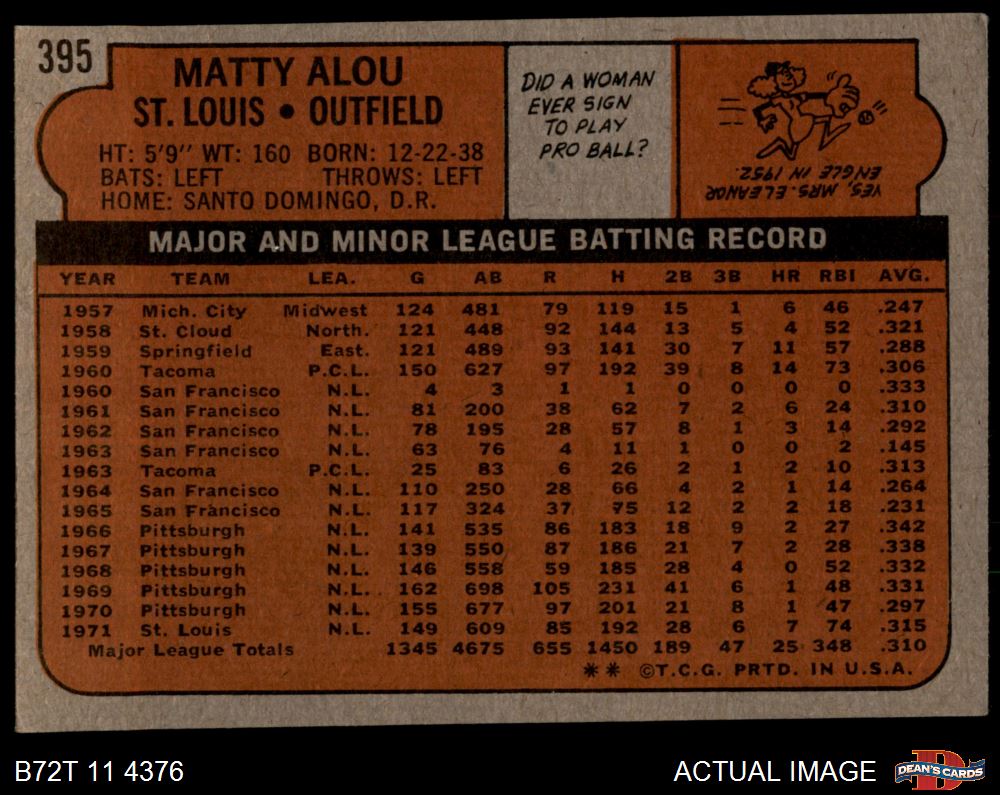 395
MATTY ALOU
ST. LOUIS • OUTFIELD
HT: 5'9" WT: 160 BORN: 12-22-38
BATS: LEFT THROWS: LEFT
HOME: SANTO DOMINGO, D.R.
DID A WOMAN
EVER SIGN
TO PLAY
PRO BALL?
YES, MRS. ELEANOR
ENGLE IN 1952.
MAJOR AND MINOR LEAGUE BATTING RECORD
YEAR TEAM LEA. G AB R H 2B 3B HR RBI AVG.
1957 Mich. City Midwest 124 481 79 119 15 1 6 46 .247
1958 St. Cloud North. 121 448 92 144 13 5 4 52 .321
1959 Springfield East. 121 489 93 141 30 7 11 57 .288
1960 Tacoma P.C.L. 150 627 97 192 39 8 14 73 .306
1960 San Francisco N.L. 4 3 1 1 0 0 0 0 .333
1961 San Francisco N.L. 81 200 38 62 7 2 6 24 .310
1962 San Francisco N.L. 78 195 28 57 8 1 3 14 .292
1963 San Francisco N.L. 63 76 4 11 1 0 0 2 .145
1963 Tacoma P.C.L. 25 83 6 26 2 1 2 10 .313
1964 San Francisco N.L. 110 250 28 66 4 2 1 14 .264
1965 San Francisco N.L. 117 324 37 75 12 2 2 18 .231
1966 Pittsburgh N.L. 141 535 86 183 18 9 2 27 .342
1967 Pittsburgh N.L. 139 550 87 186 21 7 2 28 .338
1968 Pittsburgh N.L. 146 558 59 185 28 4 0 52 .332
1969 Pittsburgh N.L. 162 698 105 231 41 6 1 48 .331
1970 Pittsburgh N.L. 155 677 97 201 21 8 1 47 .297
1971 St. Louis N.L. 149 609 85 192 28 6 7 74 .315
Major League Totals 1345 4675 655 1450 189 47 25 348 .310
** ©T.C.G. PRTD. IN U.S.A.
B72T 11 4376
ACTUAL IMAGE
D
DEAN'S CARDS